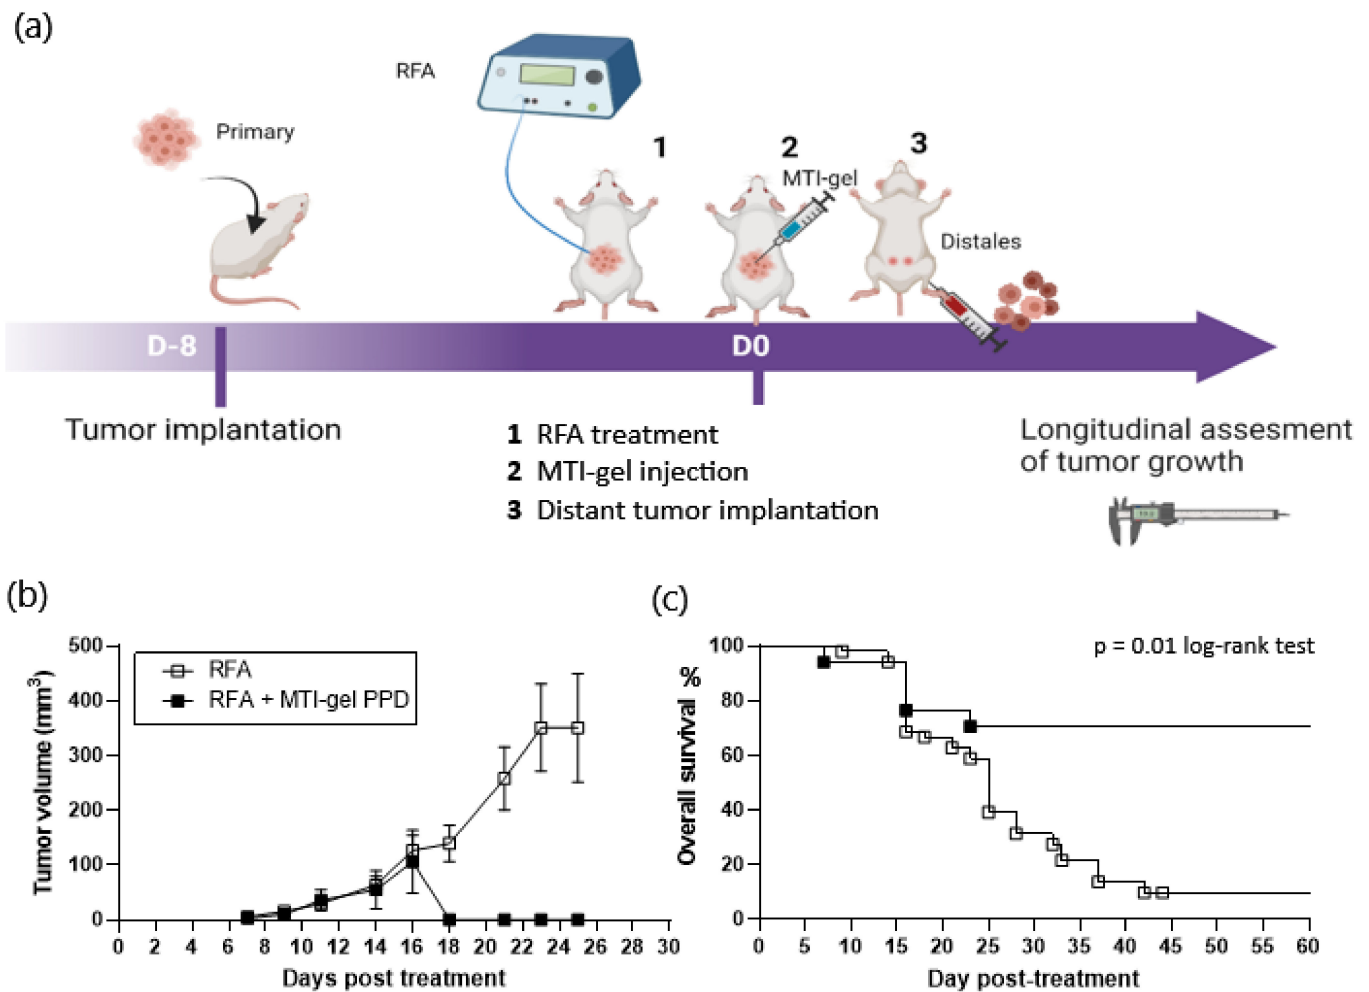 (a)
RFA
Primary
1
2
3
MTI-gel
Distales
D-8
D0
Tumor implantation
1 RFA treatment
2 MTI-gel injection
3 Distant tumor implantation
Longitudinal assesment
of tumor growth
(b)
Tumor volume (mm³)
500
400
300
200
100
0
RFA
RFA + MTI-gel PPD
0 2 4 6 8 10 12 14 16 18 20 22 24 26 28 30
Days post treatment
(c)
Overall survival %
100
80
60
40
20
0
p = 0.01 log-rank test
0 5 10 15 20 25 30 35 40 45 50 55 60
Day post-treatment